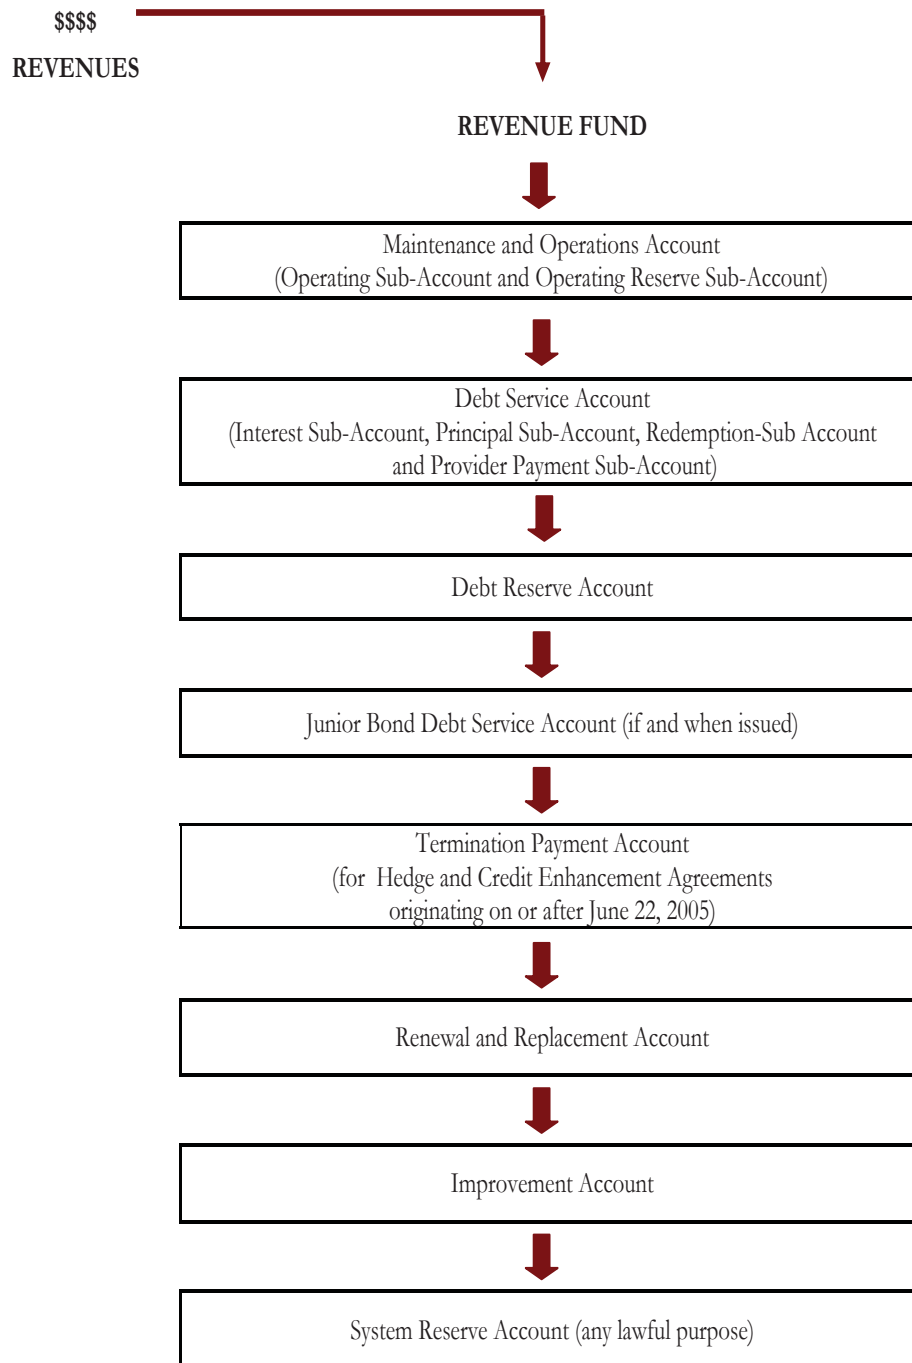 $$$$
REVENUES
REVENUE FUND
Maintenance and Operations Account
(Operating Sub-Account and Operating Reserve Sub-Account)
Debt Service Account
(Interest Sub-Account, Principal Sub-Account, Redemption-Sub Account
and Provider Payment Sub-Account)
Debt Reserve Account
Junior Bond Debt Service Account (if and when issued)
Termination Payment Account
(for Hedge and Credit Enhancement Agreements
originating on or after June 22, 2005)
Renewal and Replacement Account
Improvement Account
System Reserve Account (any lawful purpose)